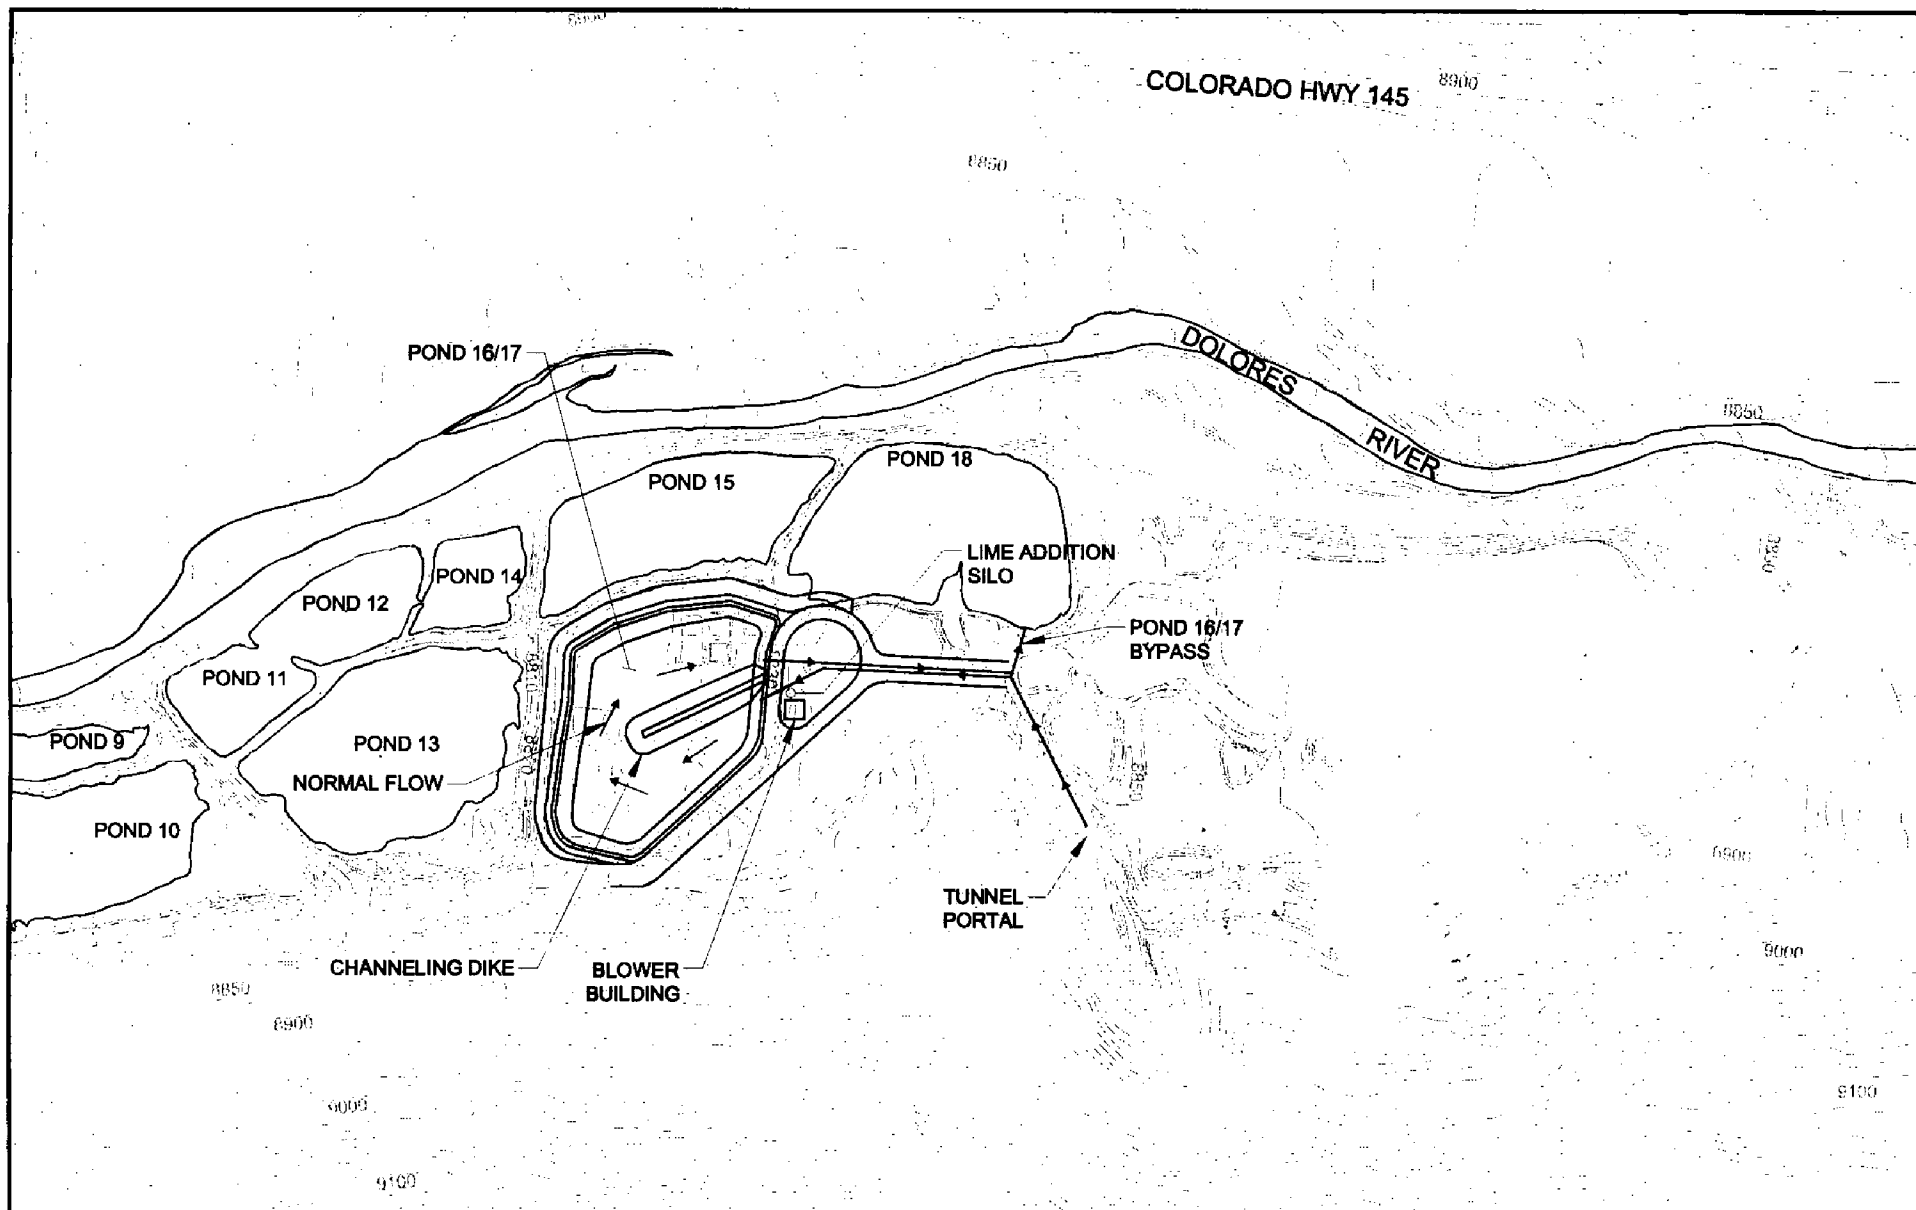 8900
COLORADO HWY 145
8900
8850
DOLORES
RIVER
8850
POND 16/17
POND 18
POND 15
LIME ADDITION
SILO
POND 14
POND 12
POND 16/17
BYPASS
POND 11
POND 9
POND 13
NORMAL FLOW
POND 10
TUNNEL
PORTAL
CHANNELING DIKE
BLOWER
BUILDING
8850
8900
9000
9100
8900
9000
9100